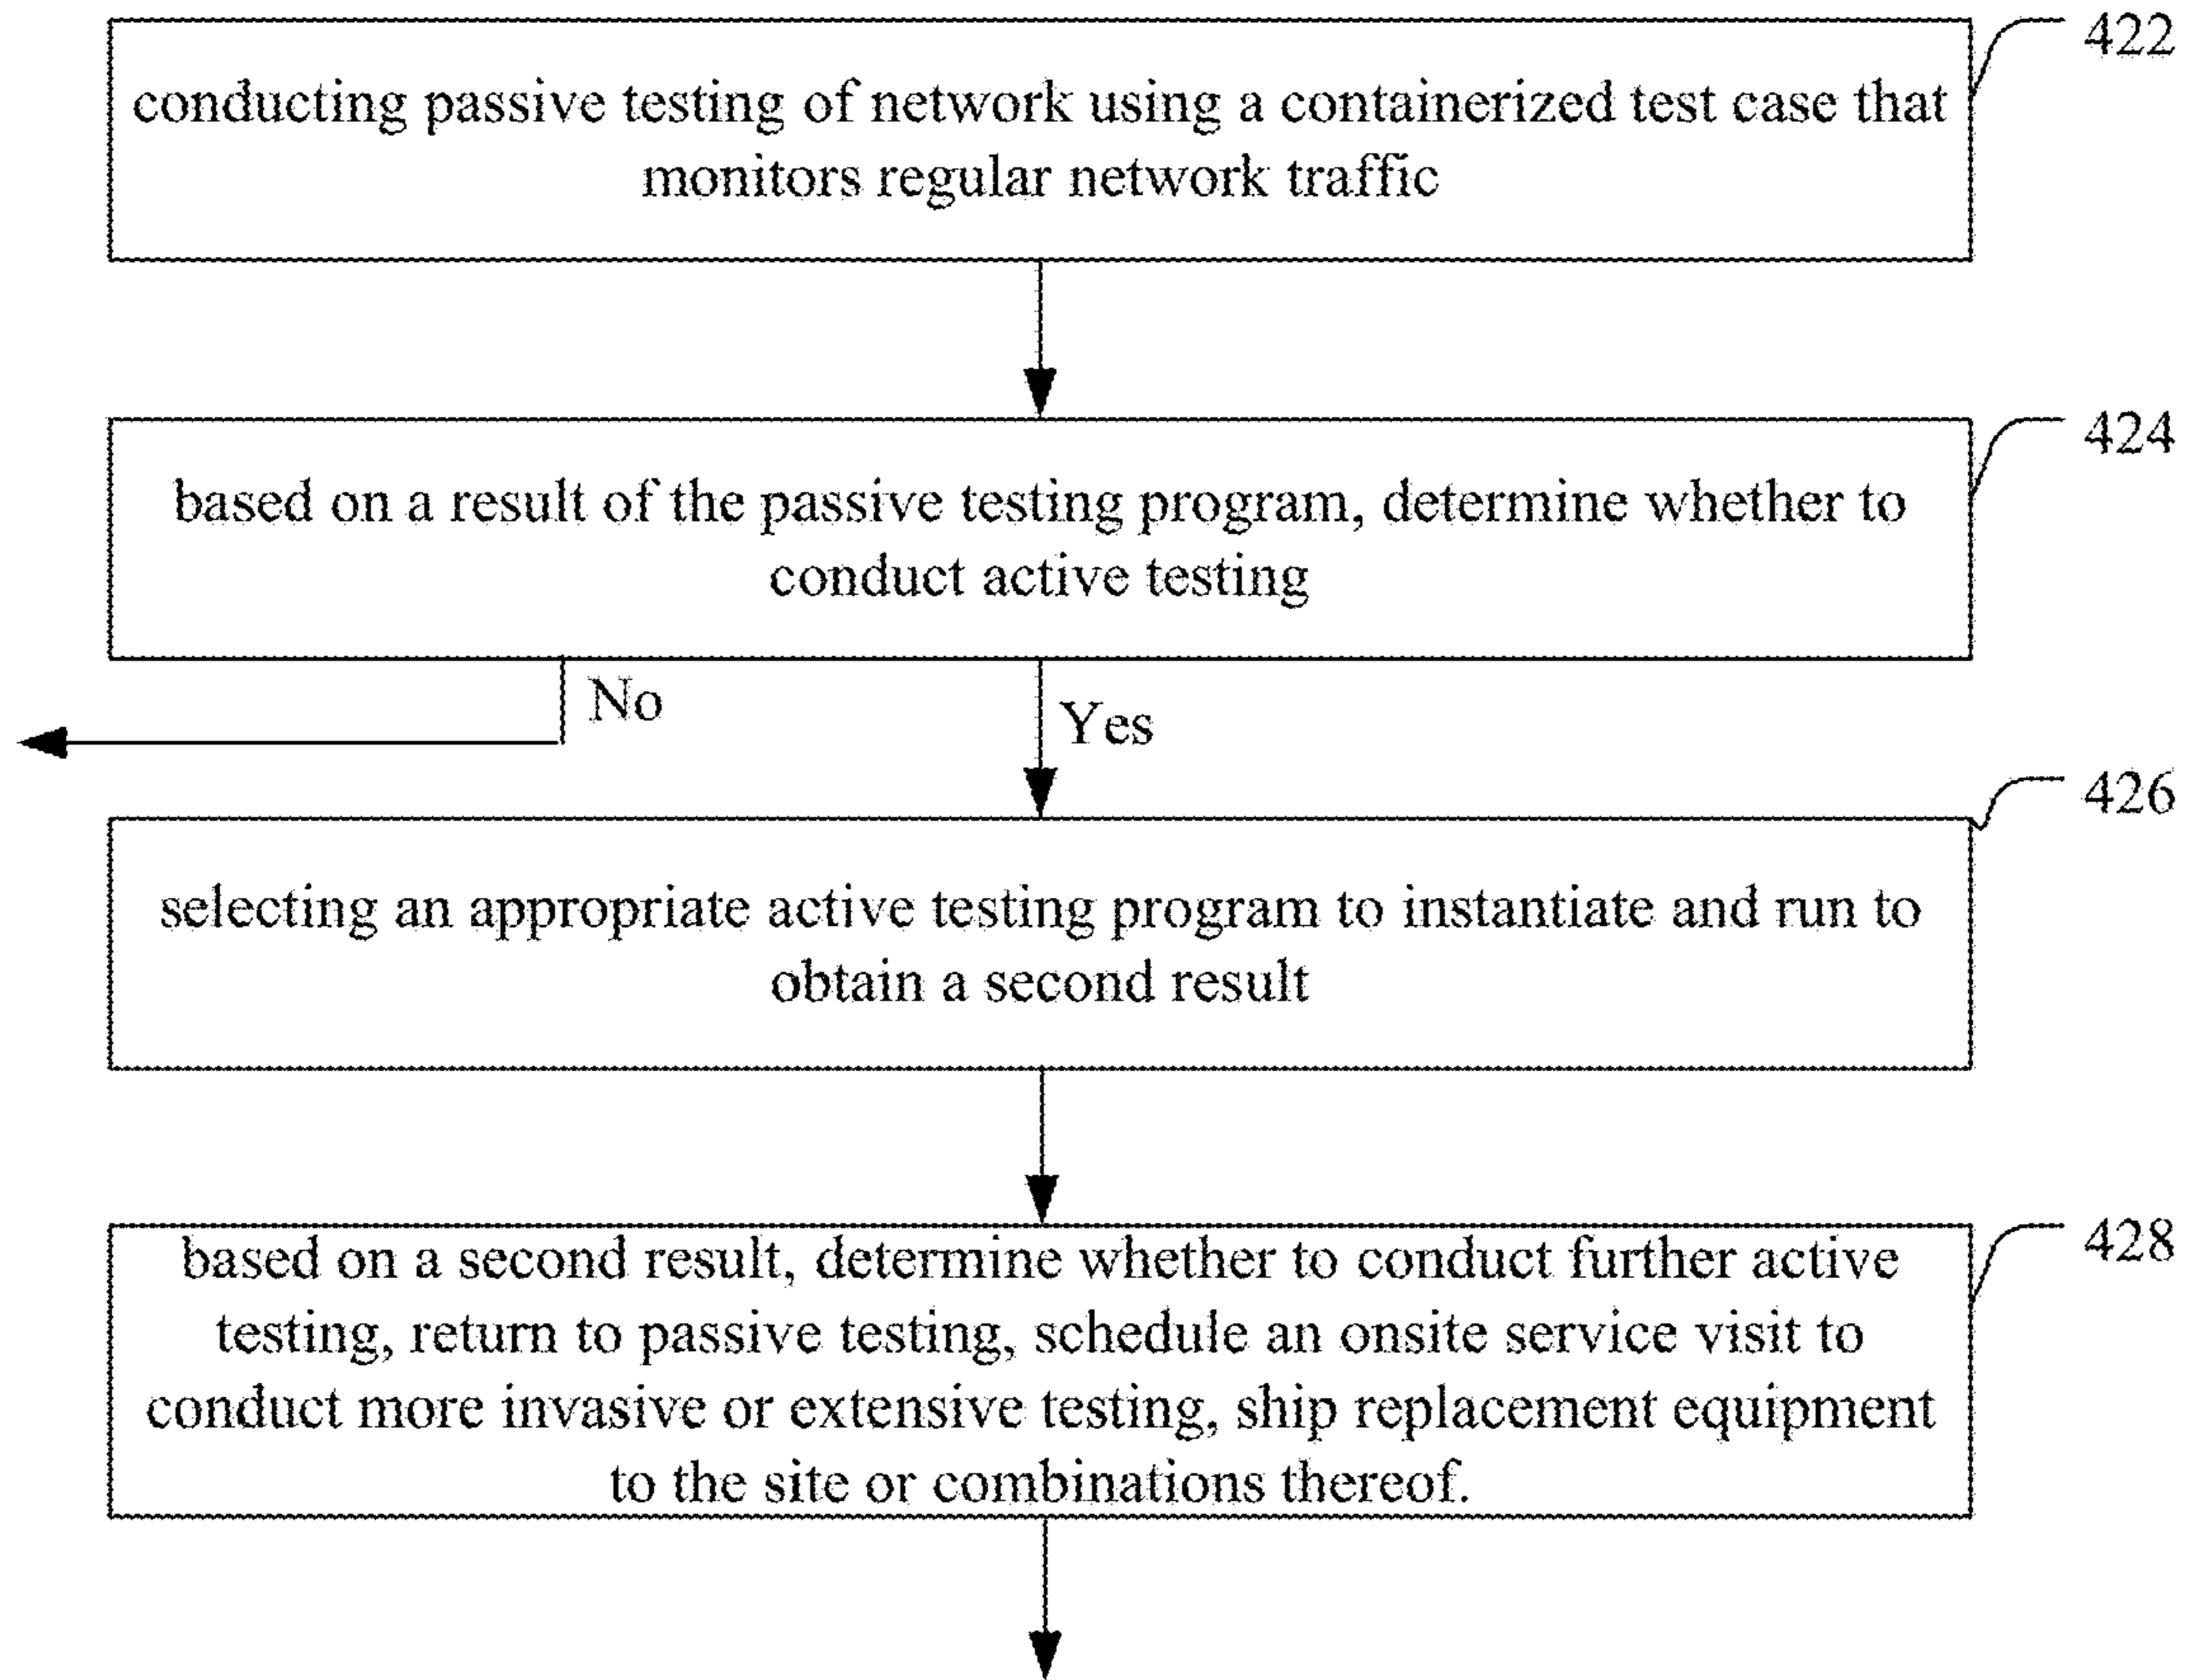 422
conducting passive testing of network using a containerized test case that
monitors regular network traffic
424
based on a result of the passive testing program, determine whether to
conduct active testing
No
Yes
426
selecting an appropriate active testing program to instantiate and run to
obtain a second result
428
based on a second result, determine whether to conduct further active
testing, return to passive testing, schedule an onsite service visit to
conduct more invasive or extensive testing, ship replacement equipment
to the site or combinations thereof.